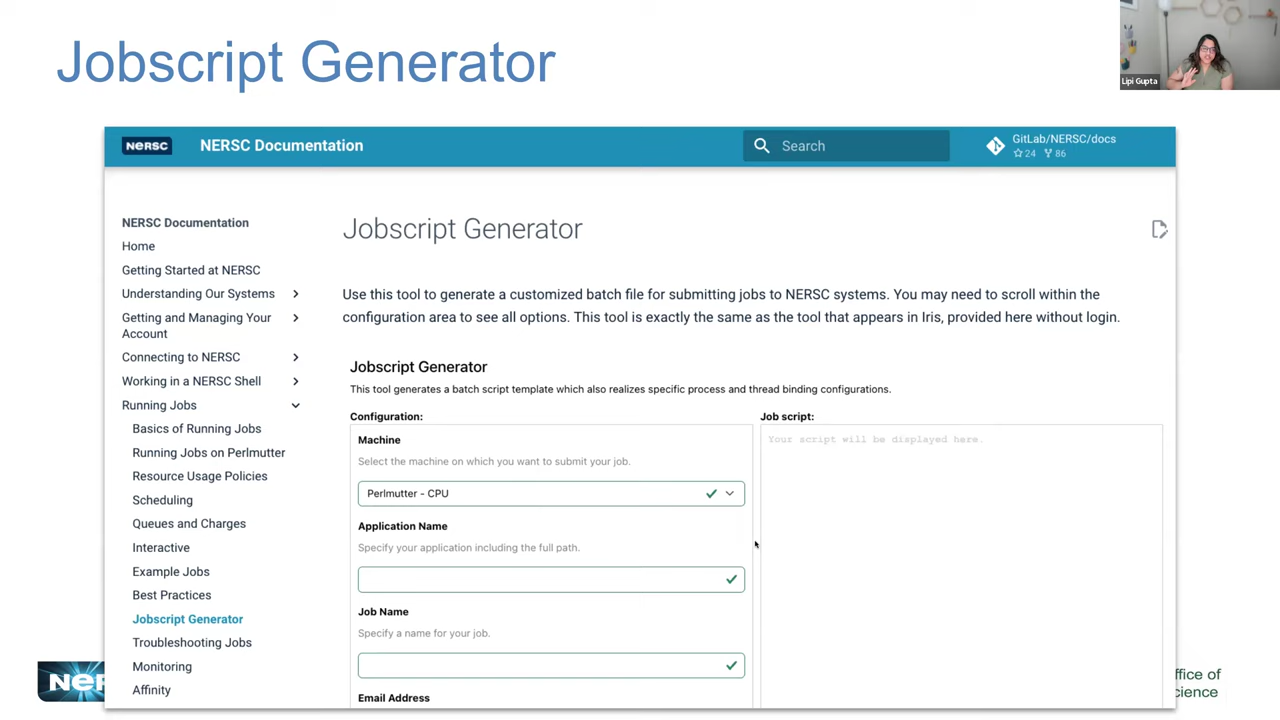 Jobscript Generator
Lipi Gupta
NERSC
NERSC Documentation
Search
GitLab/NERSC/docs
24 86
NERSC Documentation
Home
Getting Started at NERSC
Understanding Our Systems
Getting and Managing Your
Account
Connecting to NERSC
Working in a NERSC Shell
Running Jobs
Basics of Running Jobs
Running Jobs on Perlmutter
Resource Usage Policies
Scheduling
Queues and Charges
Interactive
Example Jobs
Best Practices
Jobscript Generator
Troubleshooting Jobs
Monitoring
Affinity
Jobscript Generator
Use this tool to generate a customized batch file for submitting jobs to NERSC systems. You may need to scroll within the
configuration area to see all options. This tool is exactly the same as the tool that appears in Iris, provided here without login.
Jobscript Generator
This tool generates a batch script template which also realizes specific process and thread binding configurations.
Configuration:
Machine
Select the machine on which you want to submit your job.
Perlmutter - CPU
Application Name
Specify your application including the full path.
Job Name
Specify a name for your job.
Email Address
Job script:
Your script will be displayed here.
Ner
ffice of
cience